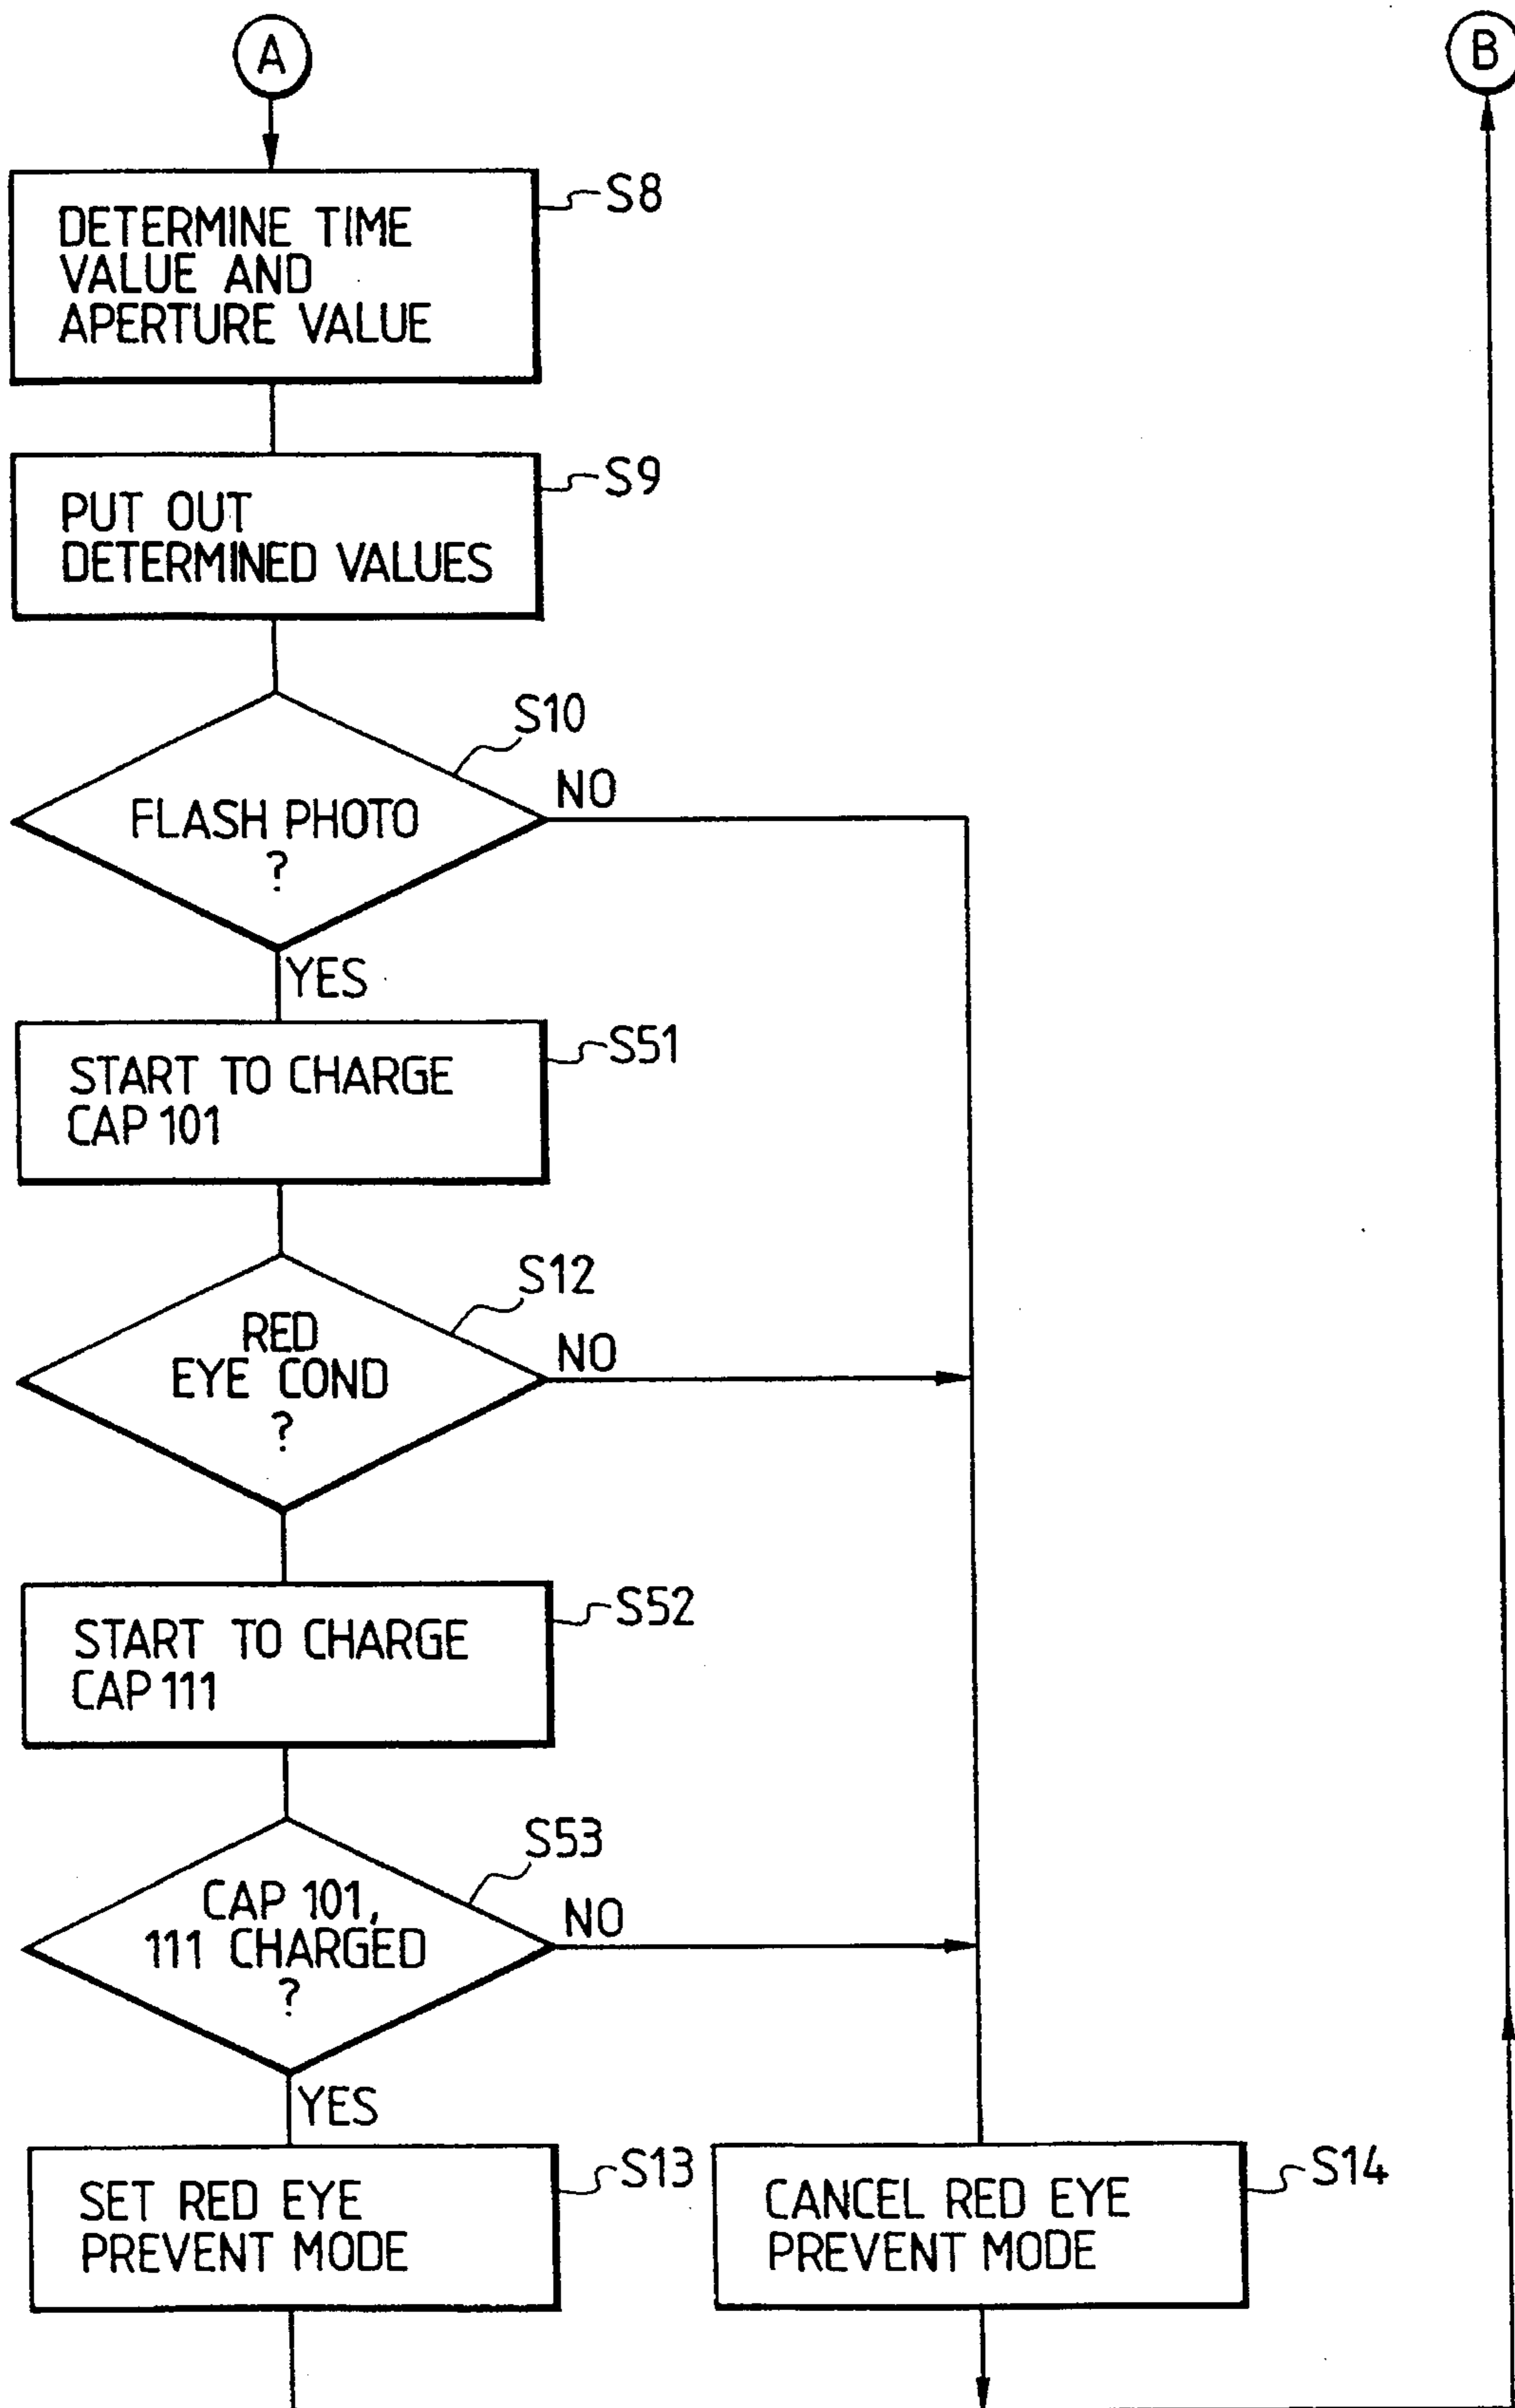 A
B
S8
DETERMINE TIME
VALUE AND
APERTURE VALUE
S9
PUT OUT
DETERMINED VALUES
S10
NO
FLASH PHOTO
?
YES
S51
START TO CHARGE
CAP 101
S12
RED
NO
EYE COND
?
S52
START TO CHARGE
CAP 111
S53
CAP 101,
NO
111 CHARGED
?
YES
S13
SET RED EYE
PREVENT MODE
S14
CANCEL RED EYE
PREVENT MODE